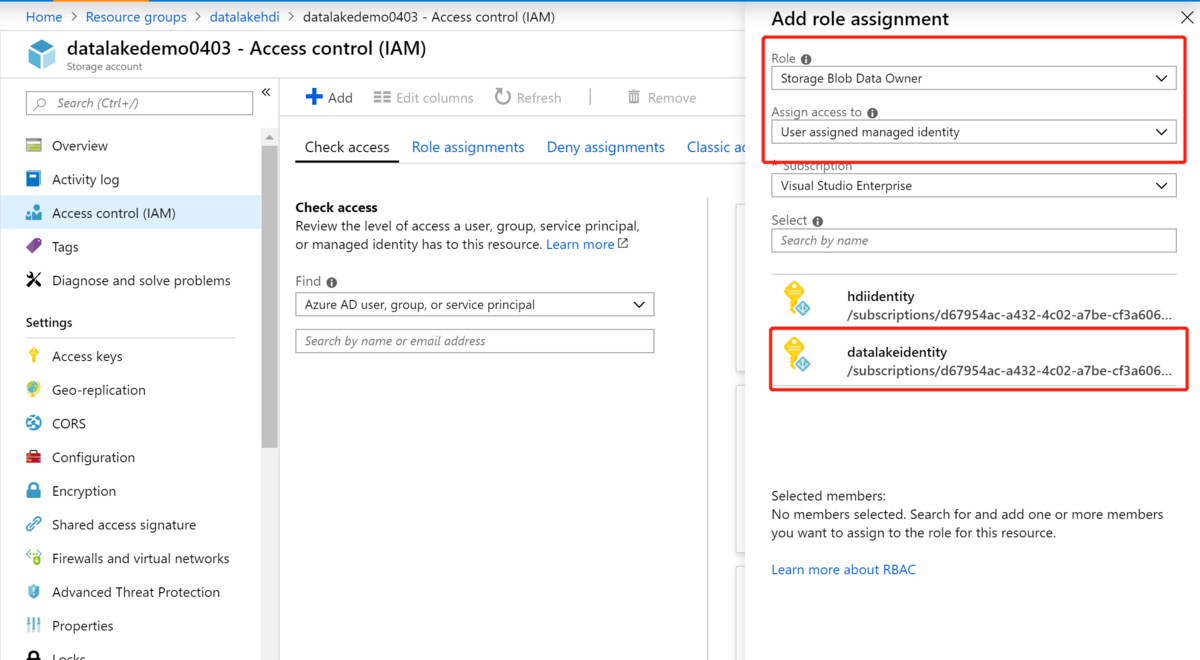 Home > Resource groups > datalakehdi > datalakedemo0403 - Access control (IAM)
datalakedemo0403 - Access control (IAM)
Storage account
Search (Ctrl+/)
«
Overview
Activity log
Access control (IAM)
Tags
Diagnose and solve problems
Settings
Access keys
Geo-replication
CORS
Configuration
Encryption
Shared access signature
Firewalls and virtual networks
Advanced Threat Protection
Properties
Locks
Add Edit columns Refresh | Remove
Check access Role assignments Deny assignments Classic ad
Check access
Review the level of access a user, group, service principal,
or managed identity has to this resource. Learn more
Find
Azure AD user, group, or service principal
Search by name or email address
Add role assignment
Role
Storage Blob Data Owner
Assign access to
User assigned managed identity
* Subscription
Visual Studio Enterprise
Select
Search by name
hdiidentity
/subscriptions/d67954ac-a432-4c02-a7be-cf3a606...
datalakeidentity
/subscriptions/d67954ac-a432-4c02-a7be-cf3a606...
Selected members:
No members selected. Search for and add one or more members
you want to assign to the role for this resource.
Learn more about RBAC